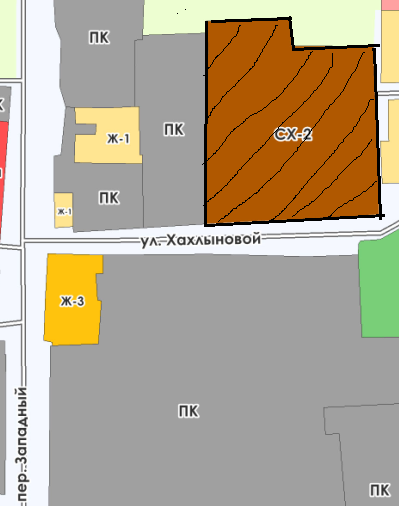 ПК
К
Ж-1
ПК
СХ-2
ПК
Ж-1
ул. Хахлыновой
Ж-3
пер. Западный
ПК
ПК